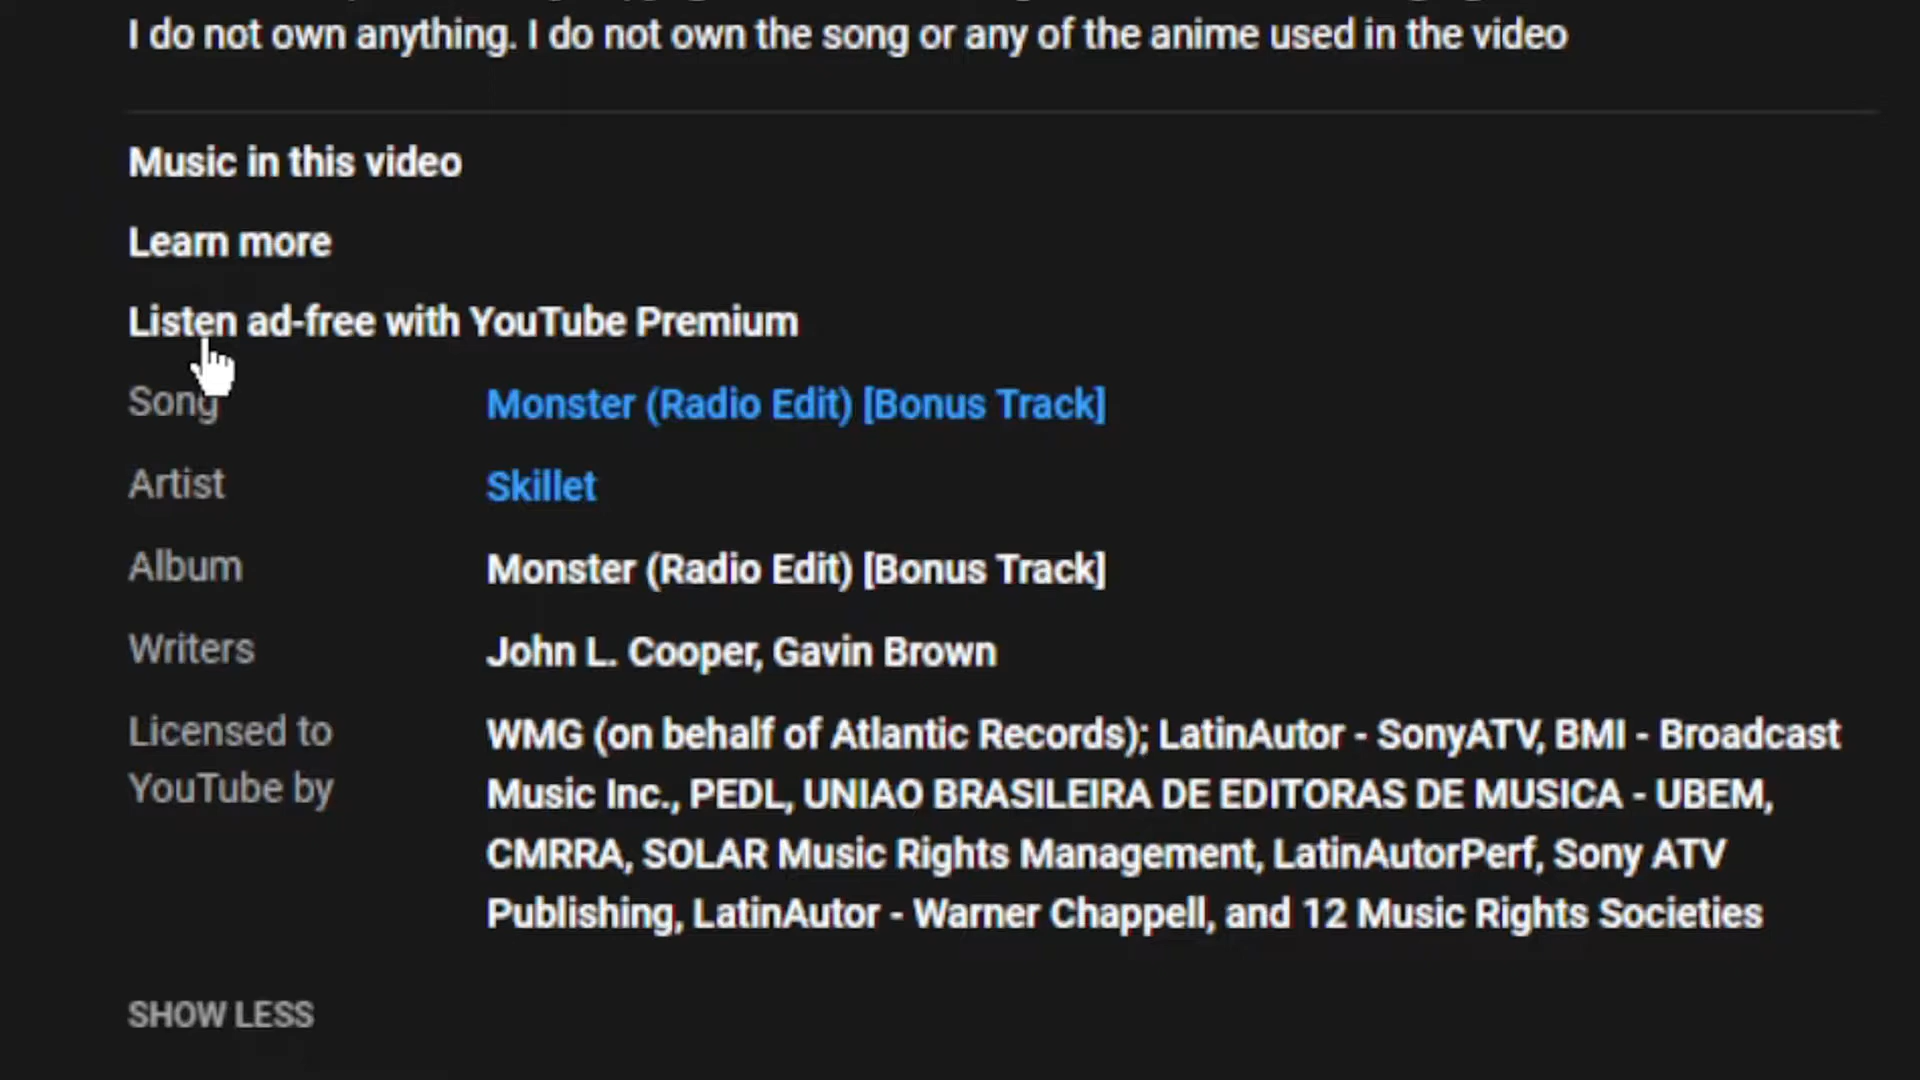 I do not own anything. I do not own the song or any of the anime used in the video
Music in this video
Learn more
Listen ad-free with YouTube Premium
Song Monster (Radio Edit) [Bonus Track]
Artist Skillet
Album Monster (Radio Edit) [Bonus Track]
Writers John L. Cooper, Gavin Brown
Licensed to WMG (on behalf of Atlantic Records); LatinAutor - SonyATV, BMI - Broadcast
YouTube by Music Inc., PEDL, UNIAO BRASILEIRA DE EDITORAS DE MUSICA - UBEM,
CMRRA, SOLAR Music Rights Management, LatinAutorPerf, Sony ATV
Publishing, LatinAutor - Warner Chappell, and 12 Music Rights Societies
SHOW LESS